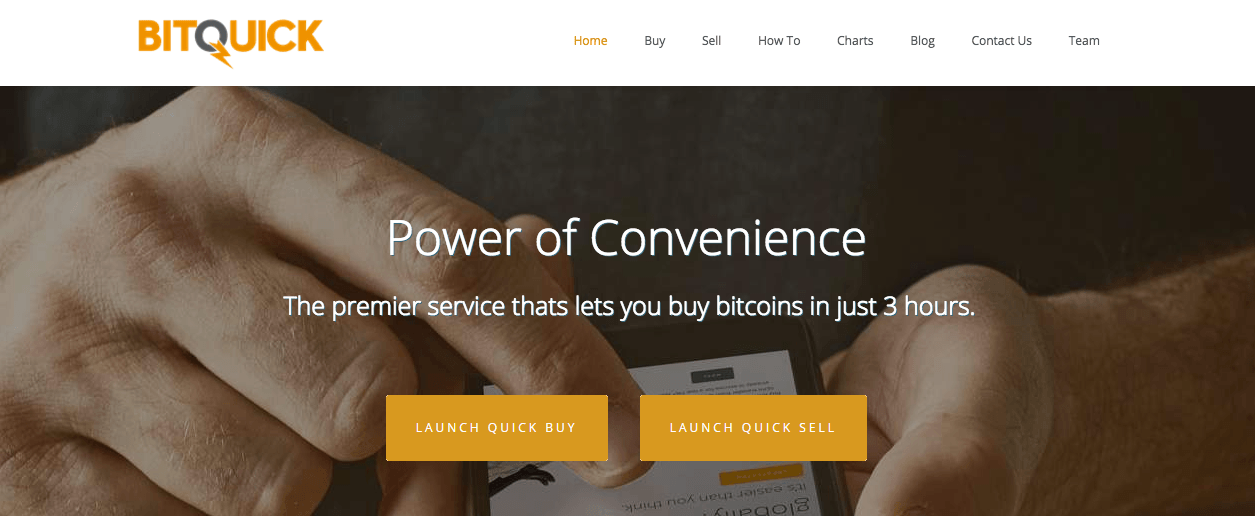 BITQUICK
Home Buy Sell How To Charts Blog Contact Us Team
Power of Convenience
The premier service thats lets you buy bitcoins in just 3 hours.
LAUNCH QUICK BUY LAUNCH QUICK SELL
it's easier than you think
globally